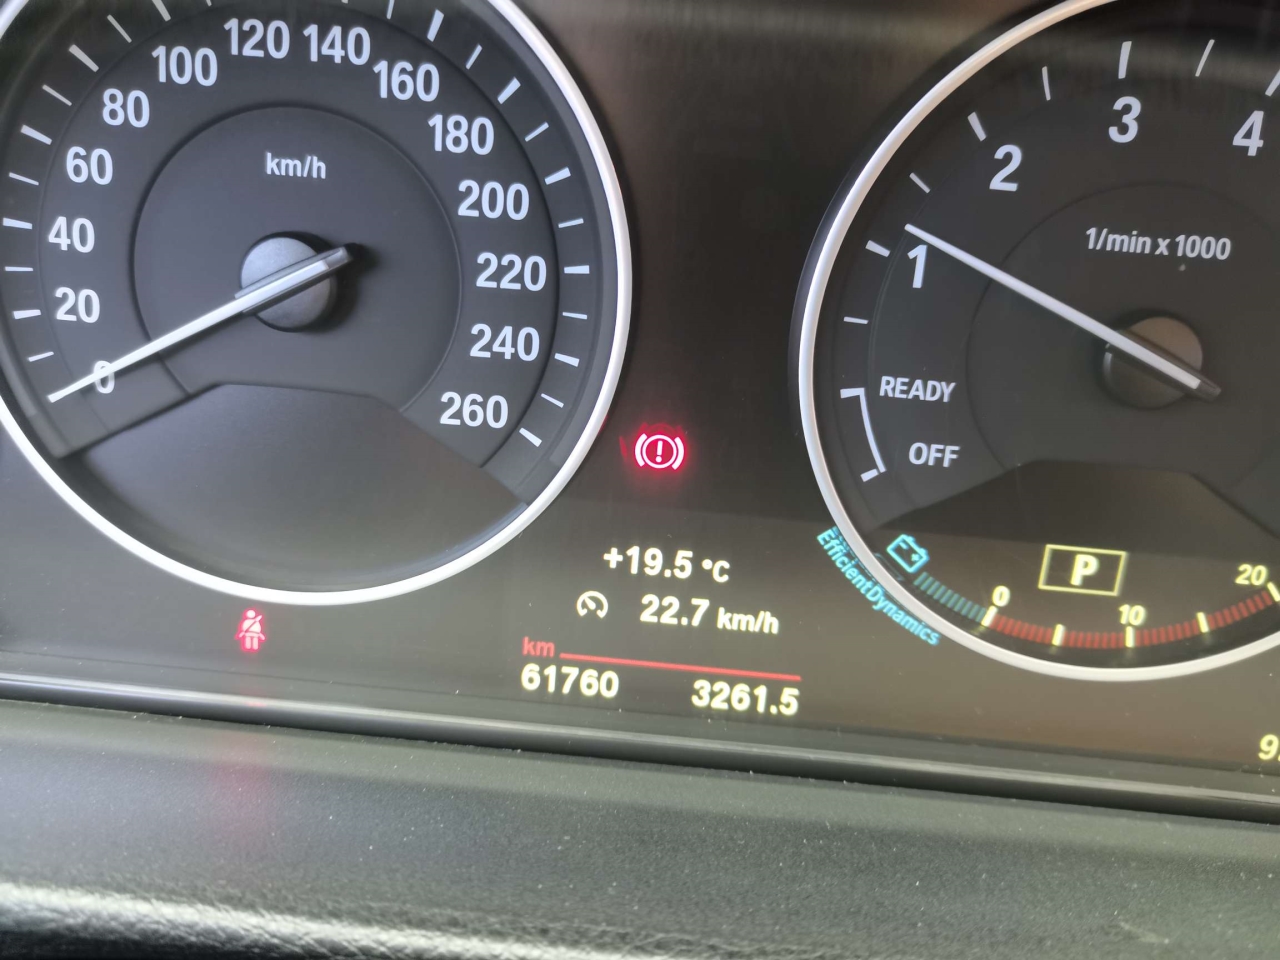 120 140
100 160
80 180
60 km/h 200
40 220
20 240
0 260
3
2 4
1/min x 1000
1
READY
OFF
+19.5 °C
22.7 km/h
km
61760 3261.5
EfficientDynamics
P
0 10 20